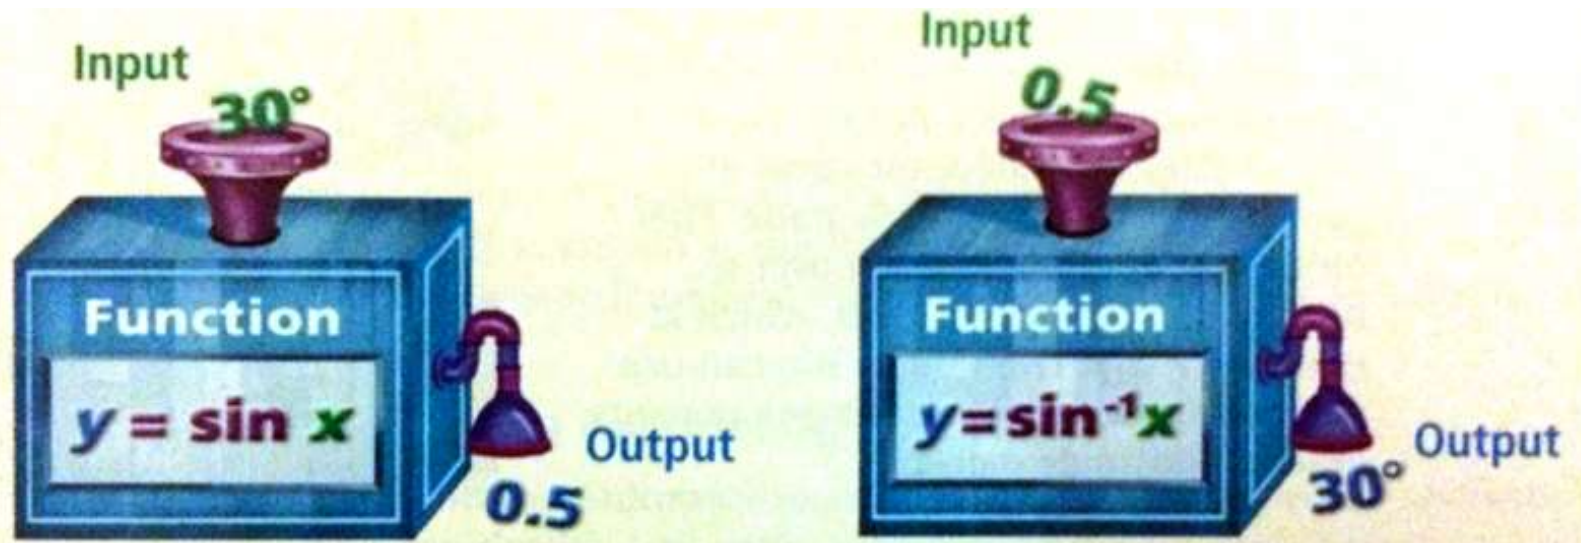 Input
30°
Function
y = sin x
Output
0.5
Input
0.5
Function
y=sin⁻¹x
Output
30°